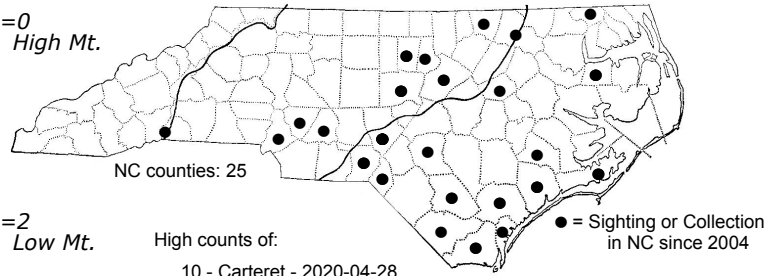 =0
High Mt.
NC counties: 25
=2
Low Mt.
High counts of:
10 - Carteret - 2020-04-28
● = Sighting or Collection
in NC since 2004